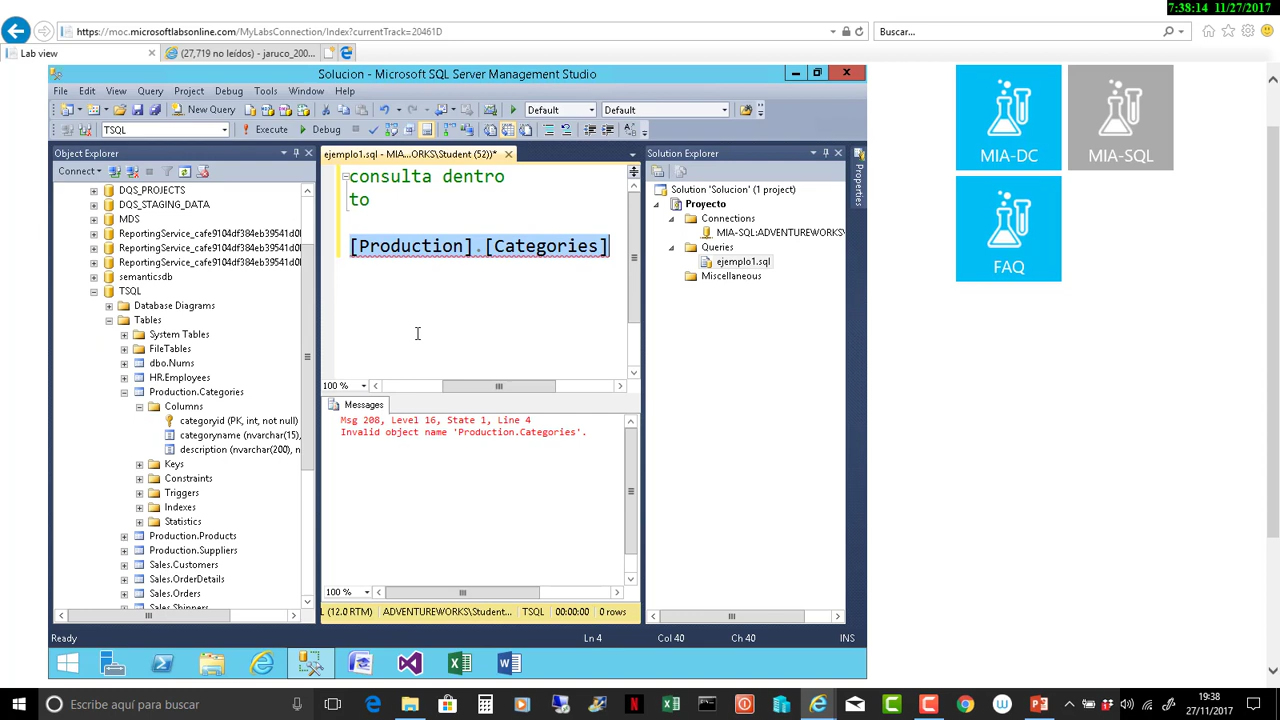 7:38:14 11/27/2017
https://moc.microsoftlabsonline.com/MyLabsConnection/Index?currentTrack=20461D
Buscar...
Lab view
(27,719 no leídos) - jaruco_200...
Solucion - Microsoft SQL Server Management Studio
File Edit View Query Project Debug Tools Window Help
New Query
Default
Default
TSQL
Execute
Debug
Object Explorer
Connect
DQS_PROJECTS
DQS_STAGING_DATA
MDS
ReportingService_cafe9104df384eb39541d0
ReportingService_cafe9104df384eb39541d0
ReportingService_cafe9104df384eb39541d0
semanticsdb
TSQL
Database Diagrams
Tables
System Tables
FileTables
dbo.Nums
HR.Employees
Production.Categories
Columns
categoryid (PK, int, not null)
categoryname (nvarchar(15),
description (nvarchar(200), n
Keys
Constraints
Triggers
Indexes
Statistics
Production.Products
Production.Suppliers
Sales.Customers
Sales.OrderDetails
Sales.Orders
Sales.Shippers
ejemplo1.sql - MIA...ORKS\Student (52))*
consulta dentro
to
[Production].[Categories]
100 %
Messages
Msg 208, Level 16, State 1, Line 4
Invalid object name 'Production.Categories'.
100 %
(12.0 RTM)
ADVENTUREWORKS\Student...
TSQL
00:00:00
0 rows
Solution Explorer
Solution 'Solucion' (1 project)
Proyecto
Connections
MIA-SQL:ADVENTUREWORKS\
Queries
ejemplo1.sql
Miscellaneous
Properties
Ready
Ln 4
Col 40
Ch 40
INS
MIA-DC
MIA-SQL
FAQ
Escribe aquí para buscar
19:38
27/11/2017